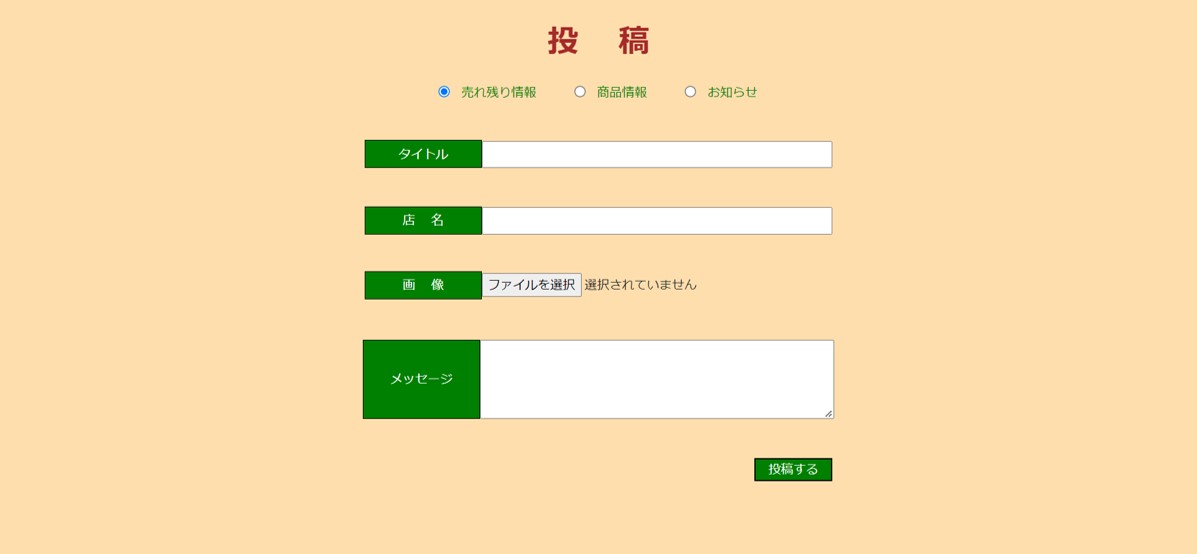 投　稿
売れ残り情報　商品情報　お知らせ
タイトル
店　名
画　像　ファイルを選択 選択されていません
メッセージ
投稿する